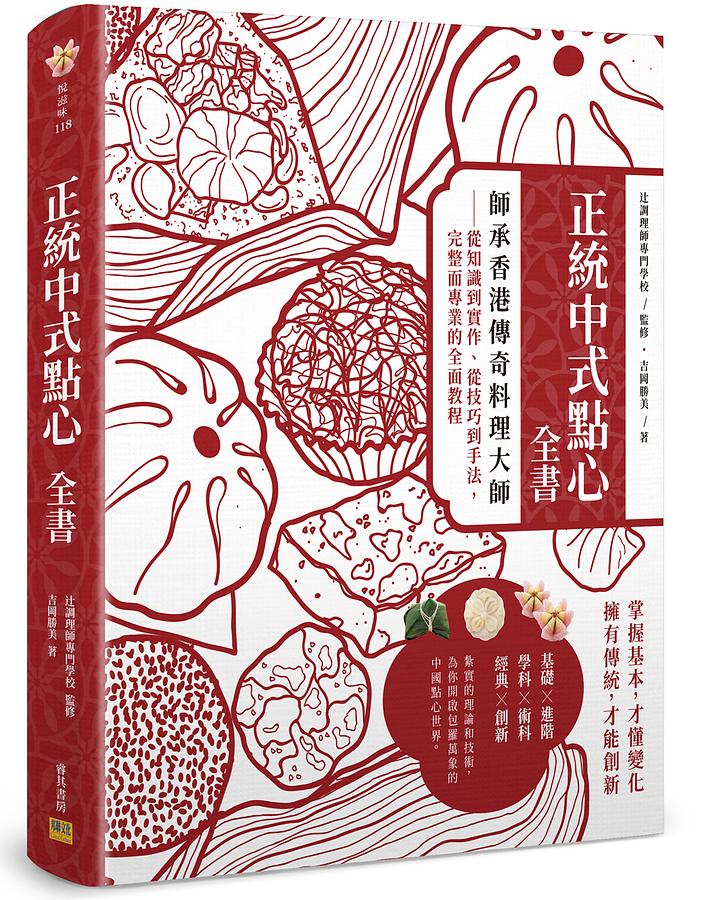 悅滋味
118
正統中式點心
全書
辻調理師專門學校 監修
吉岡勝美 著
睿其書房
辻調理師專門學校/監修・吉岡勝美/著
正統中式點心
全書
師承香港傳奇料理大師
——從知識到實作、從技巧到手法,
完整而專業的全面教程
掌握基本,才懂變化
擁有傳統,才能創新
基礎×進階
學科×術科
經典×創新
紮實的理論和技術,
為你開啟包羅萬象的
中國點心世界。